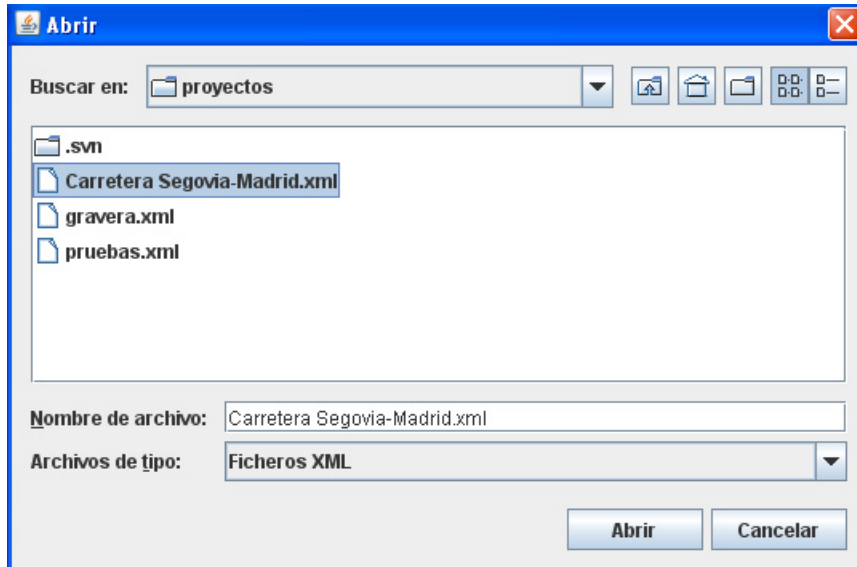 Abrir
Buscar en: proyectos
.svn
Carretera Segovia-Madrid.xml
gravera.xml
pruebas.xml
Nombre de archivo: Carretera Segovia-Madrid.xml
Archivos de tipo: Ficheros XML
Abrir Cancelar